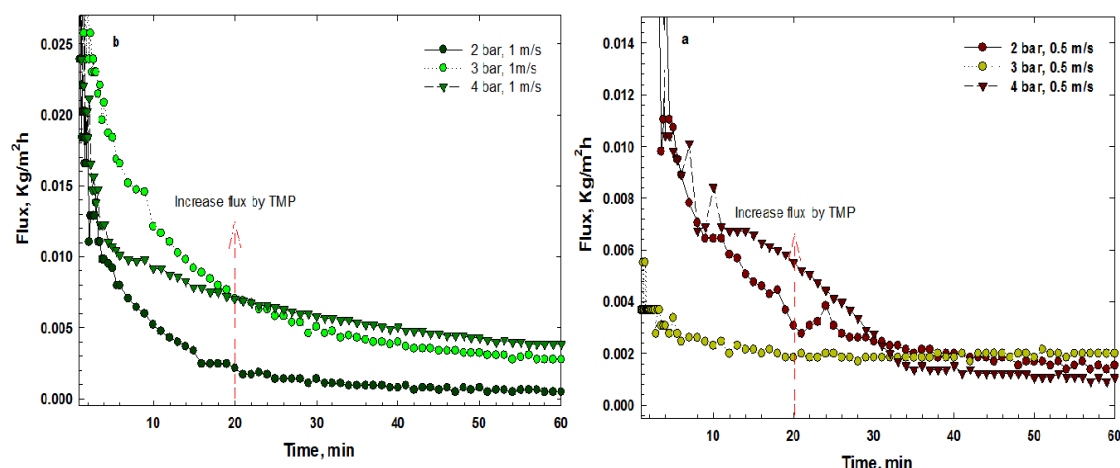 b
2 bar, 1 m/s
3 bar, 1m/s
4 bar, 1 m/s
Increase flux by TMP
Flux, Kg/m²h
0.025
0.020
0.015
0.010
0.005
0.000
10 20 30 40 50 60
Time, min
a
2 bar, 0.5 m/s
3 bar, 0.5 m/s
4 bar, 0.5 m/s
Increase flux by TMP
Flux, Kg/m²h
0.014
0.012
0.010
0.008
0.006
0.004
0.002
0.000
10 20 30 40 50 60
Time, min